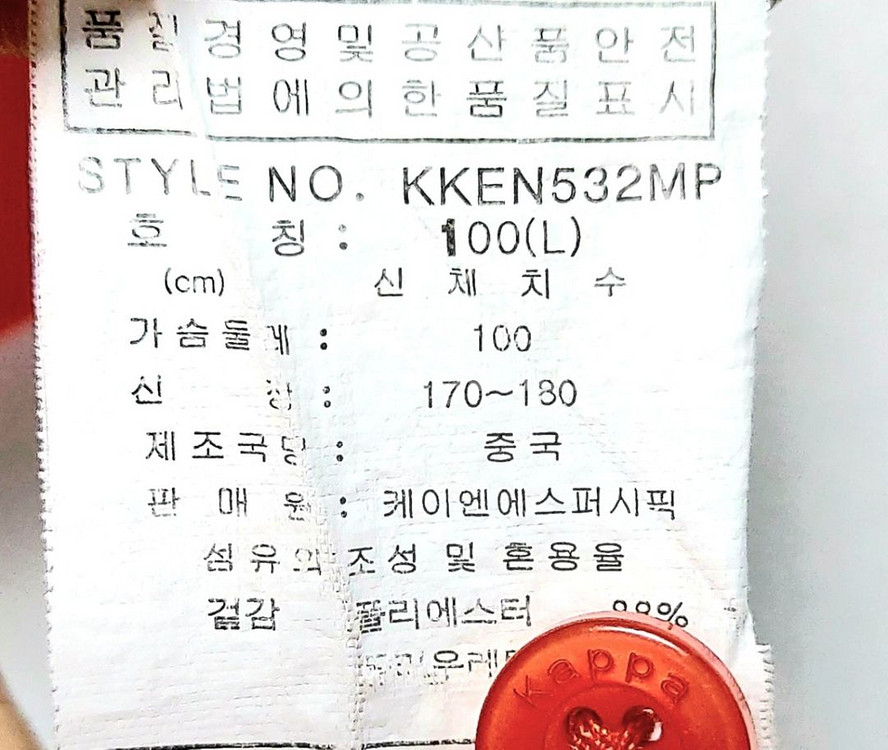 품질경영및공산품안전
관리법에의한품질표시
STYLE NO. KKEN532MP
호 칭 : 100(L)
(cm) 신 체 치 수
가슴둘레 : 100
신 장 : 170~180
제조국명 : 중국
판 매 원 : 케이엔에스퍼시픽
섬유의 조성 및 혼용율
겉감 폴리에스터
kappa